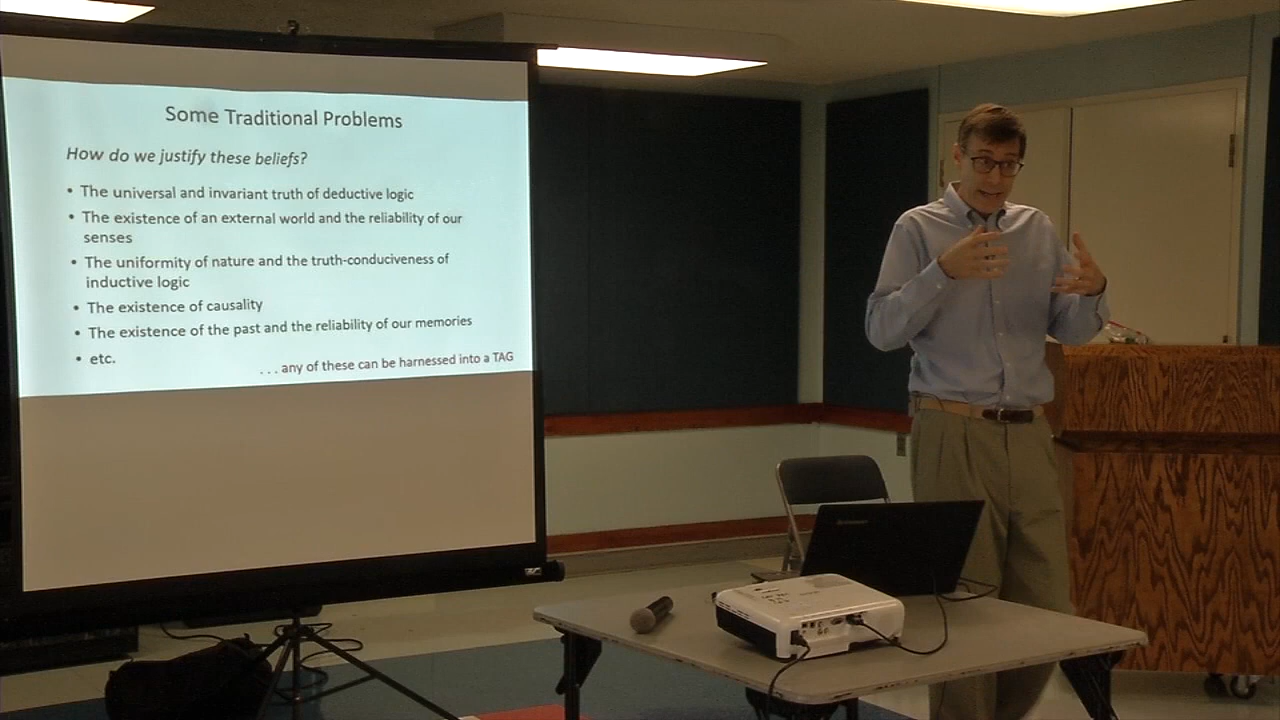 Some Traditional Problems
How do we justify these beliefs?
• The universal and invariant truth of deductive logic
• The existence of an external world and the reliability of our
senses
• The uniformity of nature and the truth-conduciveness of
inductive logic
• The existence of causality
• The existence of the past and the reliability of our memories
• etc.
. . . any of these can be harnessed into a TAG